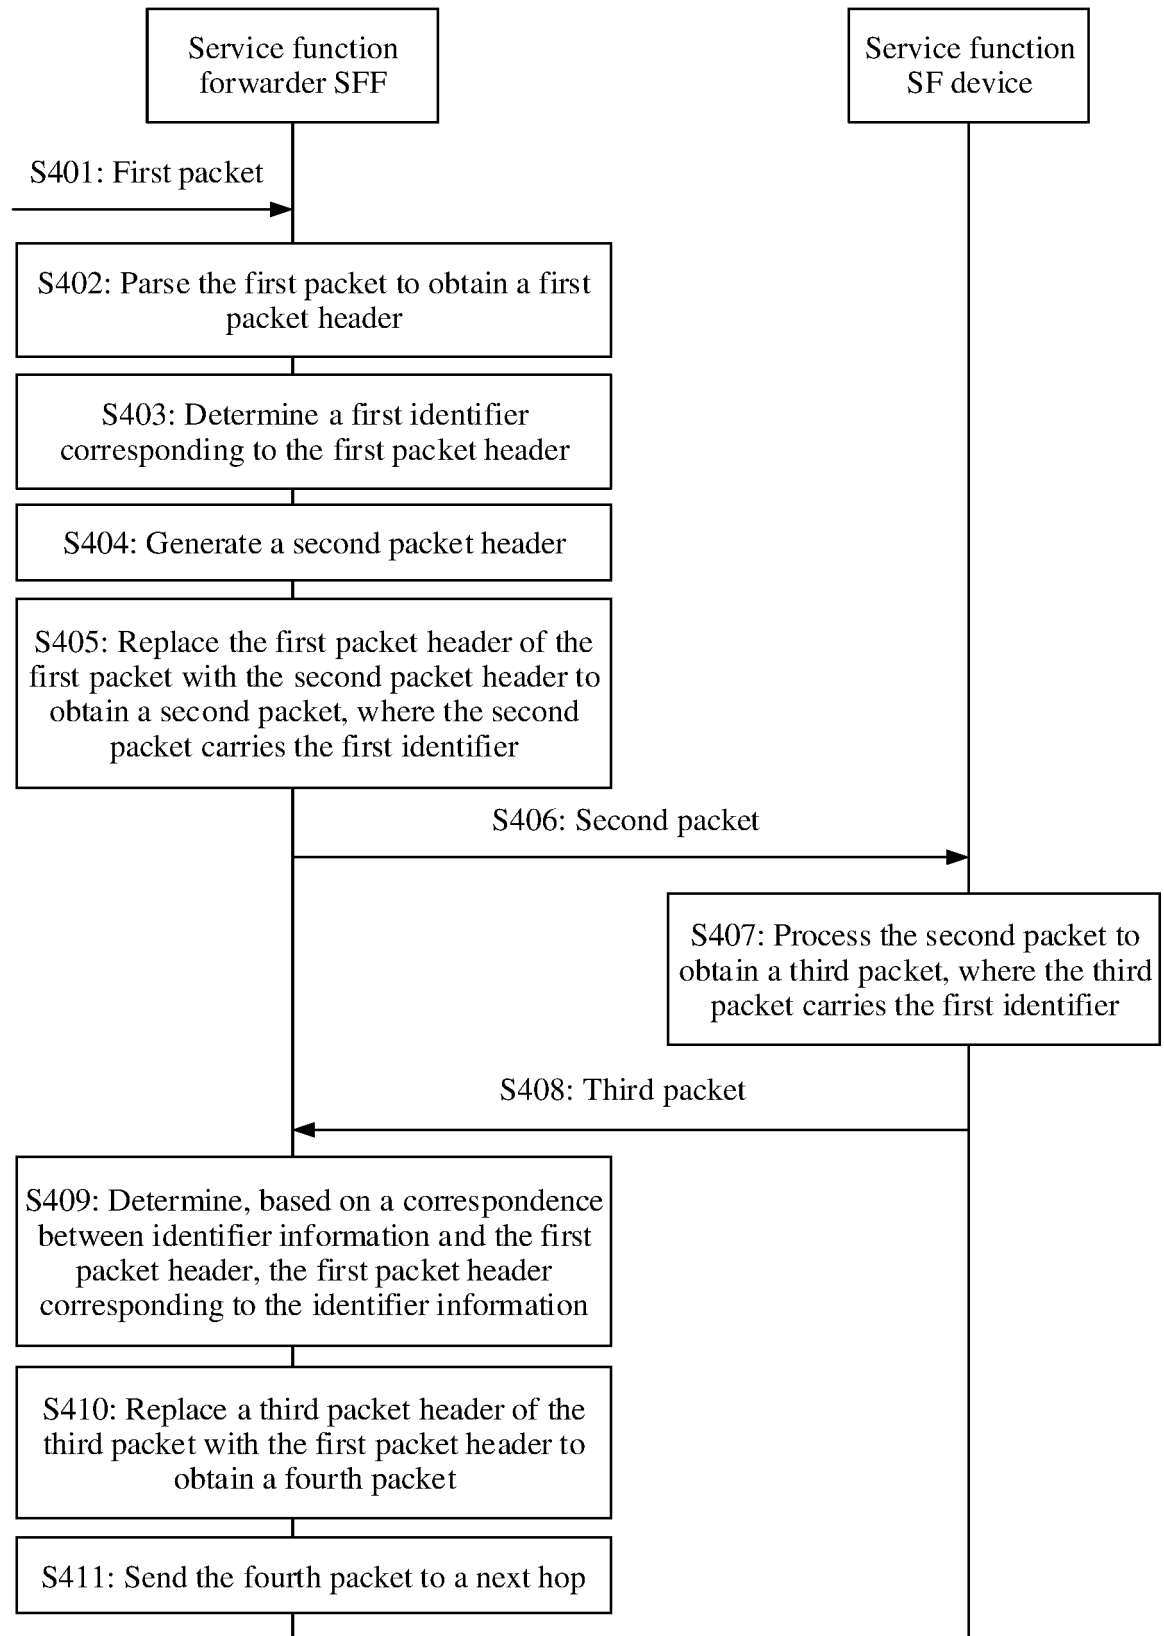 Service function
forwarder SFF
Service function
SF device
S401: First packet
S402: Parse the first packet to obtain a first
packet header
S403: Determine a first identifier
corresponding to the first packet header
S404: Generate a second packet header
S405: Replace the first packet header of the
first packet with the second packet header to
obtain a second packet, where the second
packet carries the first identifier
S406: Second packet
S407: Process the second packet to
obtain a third packet, where the third
packet carries the first identifier
S408: Third packet
S409: Determine, based on a correspondence
between identifier information and the first
packet header, the first packet header
corresponding to the identifier information
S410: Replace a third packet header of the
third packet with the first packet header to
obtain a fourth packet
S411: Send the fourth packet to a next hop